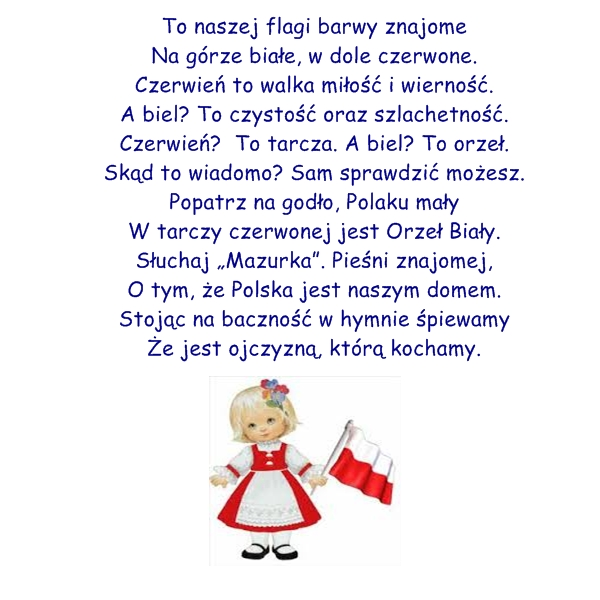 To naszej flagi barwy znajome
Na górze białe, w dole czerwone.
Czerwień to walka miłość i wierność.
A biel? To czystość oraz szlachetność.
Czerwień?  To tarcza. A biel? To orzeł.
Skąd to wiadomo? Sam sprawdzić możesz.
Popatrz na godło, Polaku mały
W tarczy czerwonej jest Orzeł Biały.
Słuchaj „Mazurka”. Pieśni znajomej,
O tym, że Polska jest naszym domem.
Stojąc na baczność w hymnie śpiewamy
Że jest ojczyzną, którą kochamy.